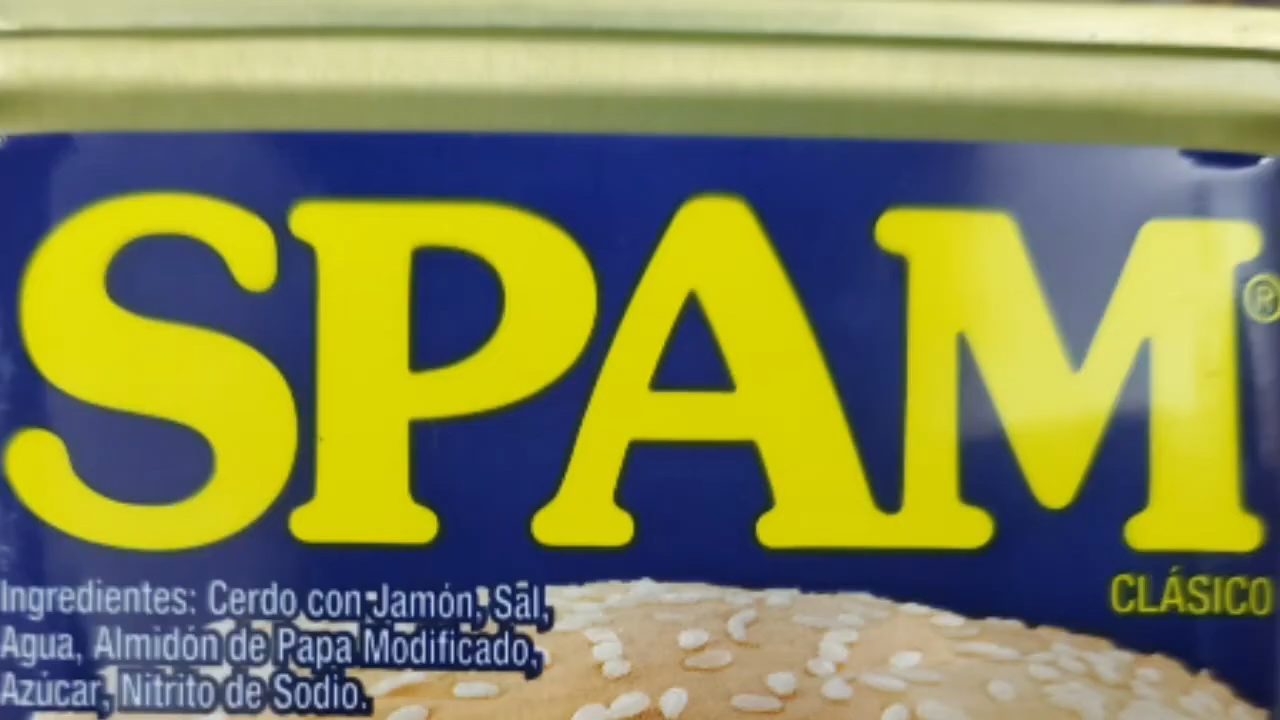 SPAM®
CLÁSICO
Ingredientes: Cerdo con Jamón, Sal,
Agua, Almidón de Papa Modificado,
Azúcar, Nitrito de Sodio.